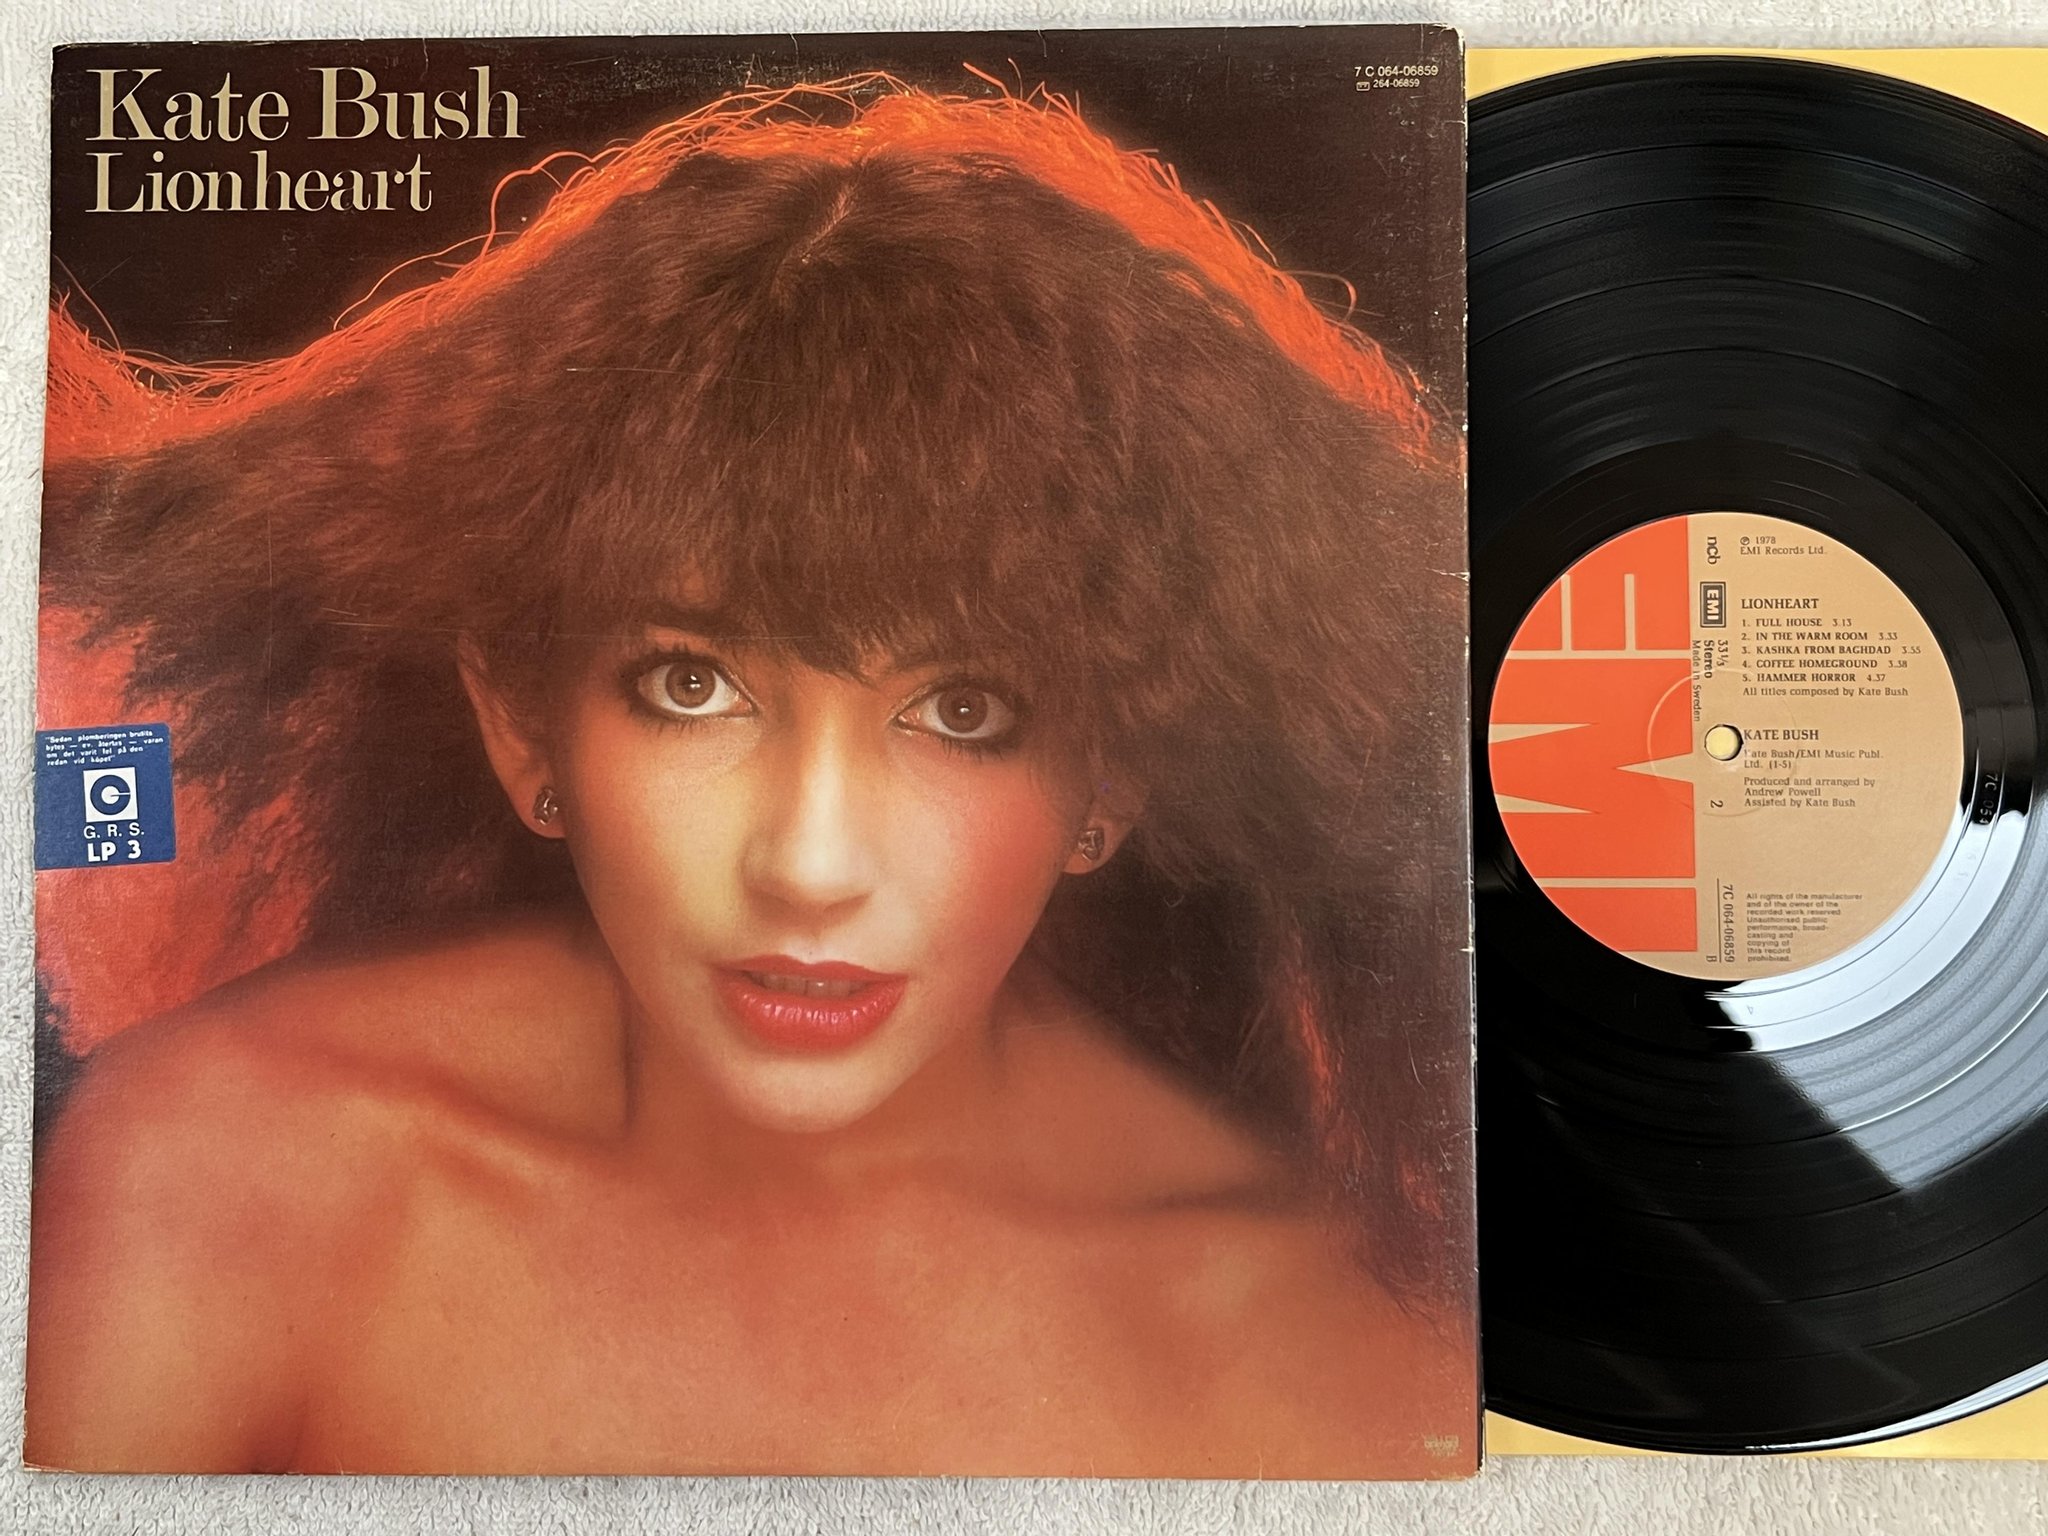 Kate Bush
Lionheart
7 C 064-06859
264-06859
"Sedan plomberingen brutits
bytes — ev. återtas — varan
om det varit fel på den
redan vid köpet"
G. R. S.
LP 3
EMI
ncb
℗ 1978
EMI Records Ltd.
EMI
33 1/3
Stereo
Made in Sweden
LIONHEART
1. FULL HOUSE 3.13
2. IN THE WARM ROOM 3.33
3. KASHKA FROM BAGHDAD 3.55
4. COFFEE HOMEGROUND 3.38
5. HAMMER HORROR 4.37
All titles composed by Kate Bush
KATE BUSH
Kate Bush/EMI Music Publ.
Ltd. (1-5)
Produced and arranged by
Andrew Powell
Assisted by Kate Bush
2
7C 064-06859
B
All rights of the manufacturer
and of the owner of the
recorded work reserved
Unauthorised public
performance, broad-
casting and
copying of
this record
prohibited.
7C 064